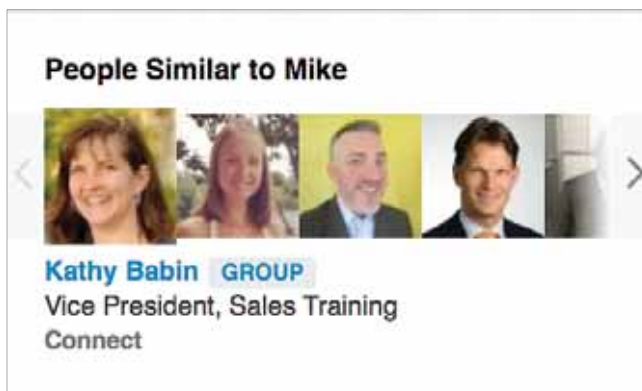 People Similar to Mike
Kathy Babin GROUP
Vice President, Sales Training
Connect